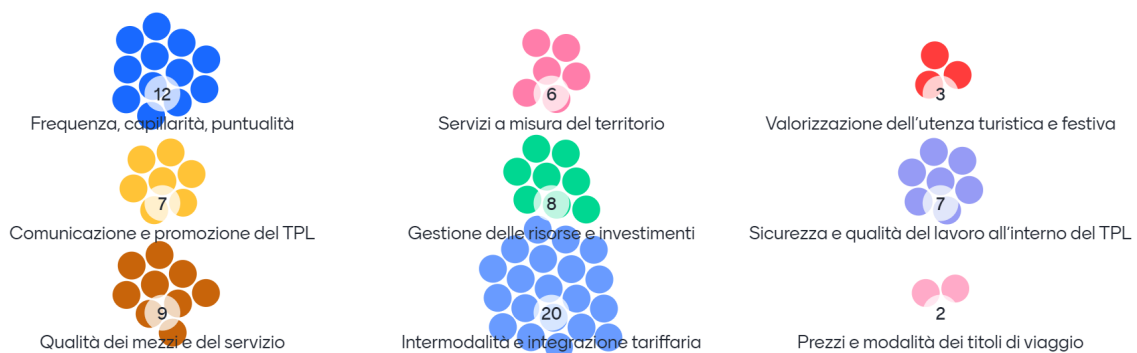 12
6
3
Frequenza, capillarità, puntualità
Servizi a misura del territorio
Valorizzazione dell'utenza turistica e festiva
7
8
7
Comunicazione e promozione del TPL
Gestione delle risorse e investimenti
Sicurezza e qualità del lavoro all'interno del TPL
9
20
2
Qualità dei mezzi e del servizio
Intermodalità e integrazione tariffaria
Prezzi e modalità dei titoli di viaggio